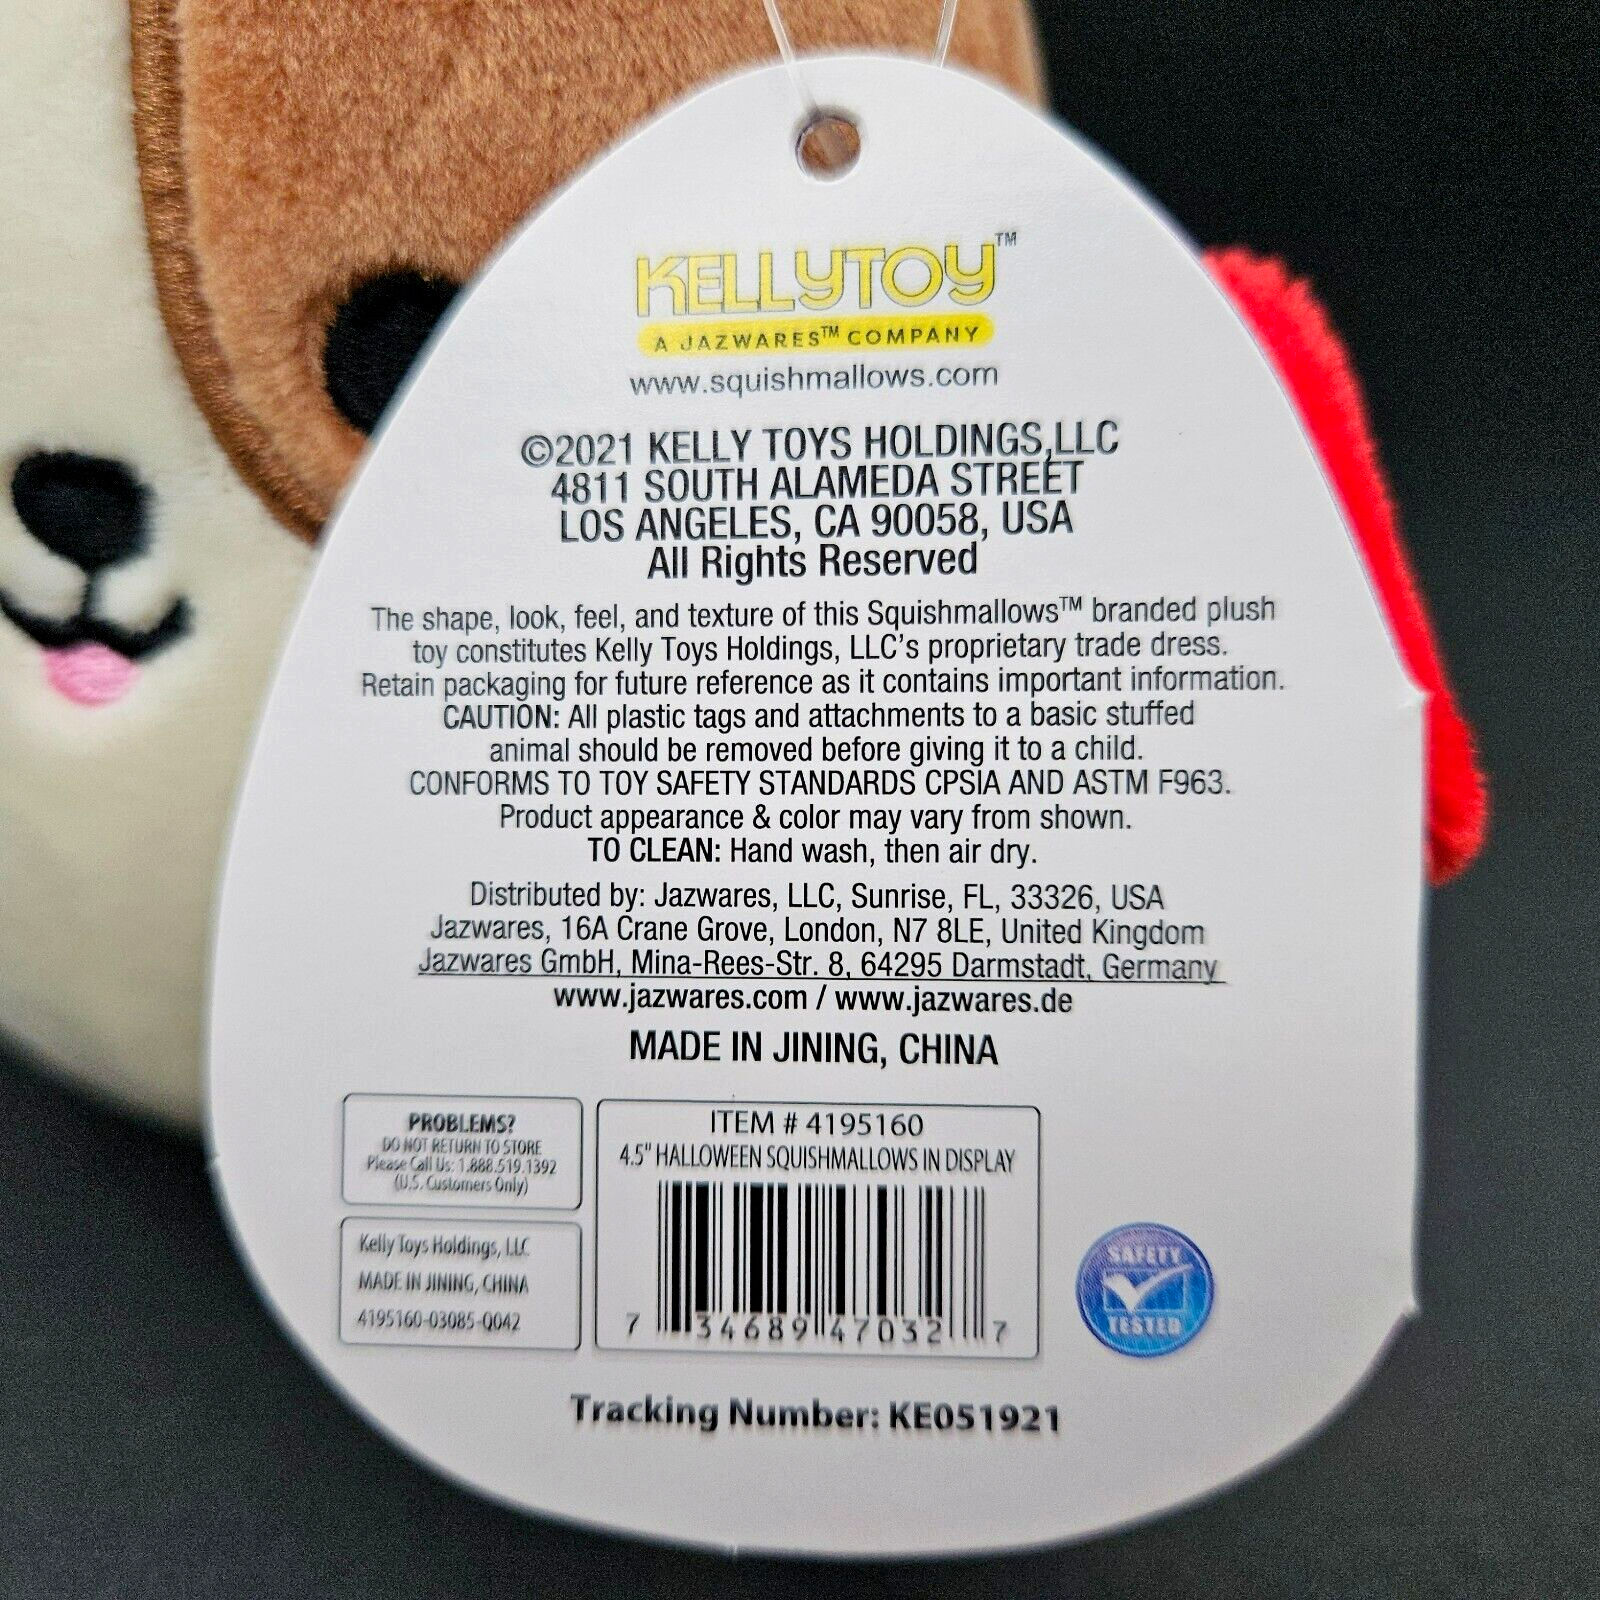 KELLYTOY™
A JAZWARES™ COMPANY
www.squishmallows.com
©2021 KELLY TOYS HOLDINGS,LLC
4811 SOUTH ALAMEDA STREET
LOS ANGELES, CA 90058, USA
All Rights Reserved
The shape, look, feel, and texture of this Squishmallows™ branded plush
toy constitutes Kelly Toys Holdings, LLC's proprietary trade dress.
Retain packaging for future reference as it contains important information.
CAUTION: All plastic tags and attachments to a basic stuffed
animal should be removed before giving it to a child.
CONFORMS TO TOY SAFETY STANDARDS CPSIA AND ASTM F963.
Product appearance & color may vary from shown.
TO CLEAN: Hand wash, then air dry.
Distributed by: Jazwares, LLC, Sunrise, FL, 33326, USA
Jazwares, 16A Crane Grove, London, N7 8LE, United Kingdom
Jazwares GmbH, Mina-Rees-Str. 8, 64295 Darmstadt, Germany
www.jazwares.com / www.jazwares.de
MADE IN JINING, CHINA
PROBLEMS?
DO NOT RETURN TO STORE
Please Call Us: 1.888.519.1392
(U.S. Customers Only)
Kelly Toys Holdings, LLC
MADE IN JINING, CHINA
4195160-03085-Q042
ITEM # 4195160
4.5" HALLOWEEN SQUISHMALLOWS IN DISPLAY
7 34689 47032 7
SAFETY
TESTED
Tracking Number: KE051921